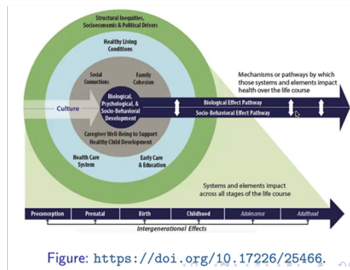 Structural Inequities,
Socioeconomic & Political Drivers
Healthy Living
Conditions
Social
Connections
Family
Cohesion
Mechanisms or pathways by which
those systems and elements impact
health over the life course
Culture
Biological,
Psychological, &
Socio-Behavioral
Development
Biological Effect Pathway
Socio-Behavioral Effect Pathway
Caregiver Well-Being to Support
Healthy Child Development
Health Care
System
Early Care
& Education
Systems and elements impact
across all stages of the life course
Preconception
Prenatal
Birth
Childhood
Adolescence
Adulthood
Intergenerational Effects
Figure: https://doi.org/10.17226/25466.